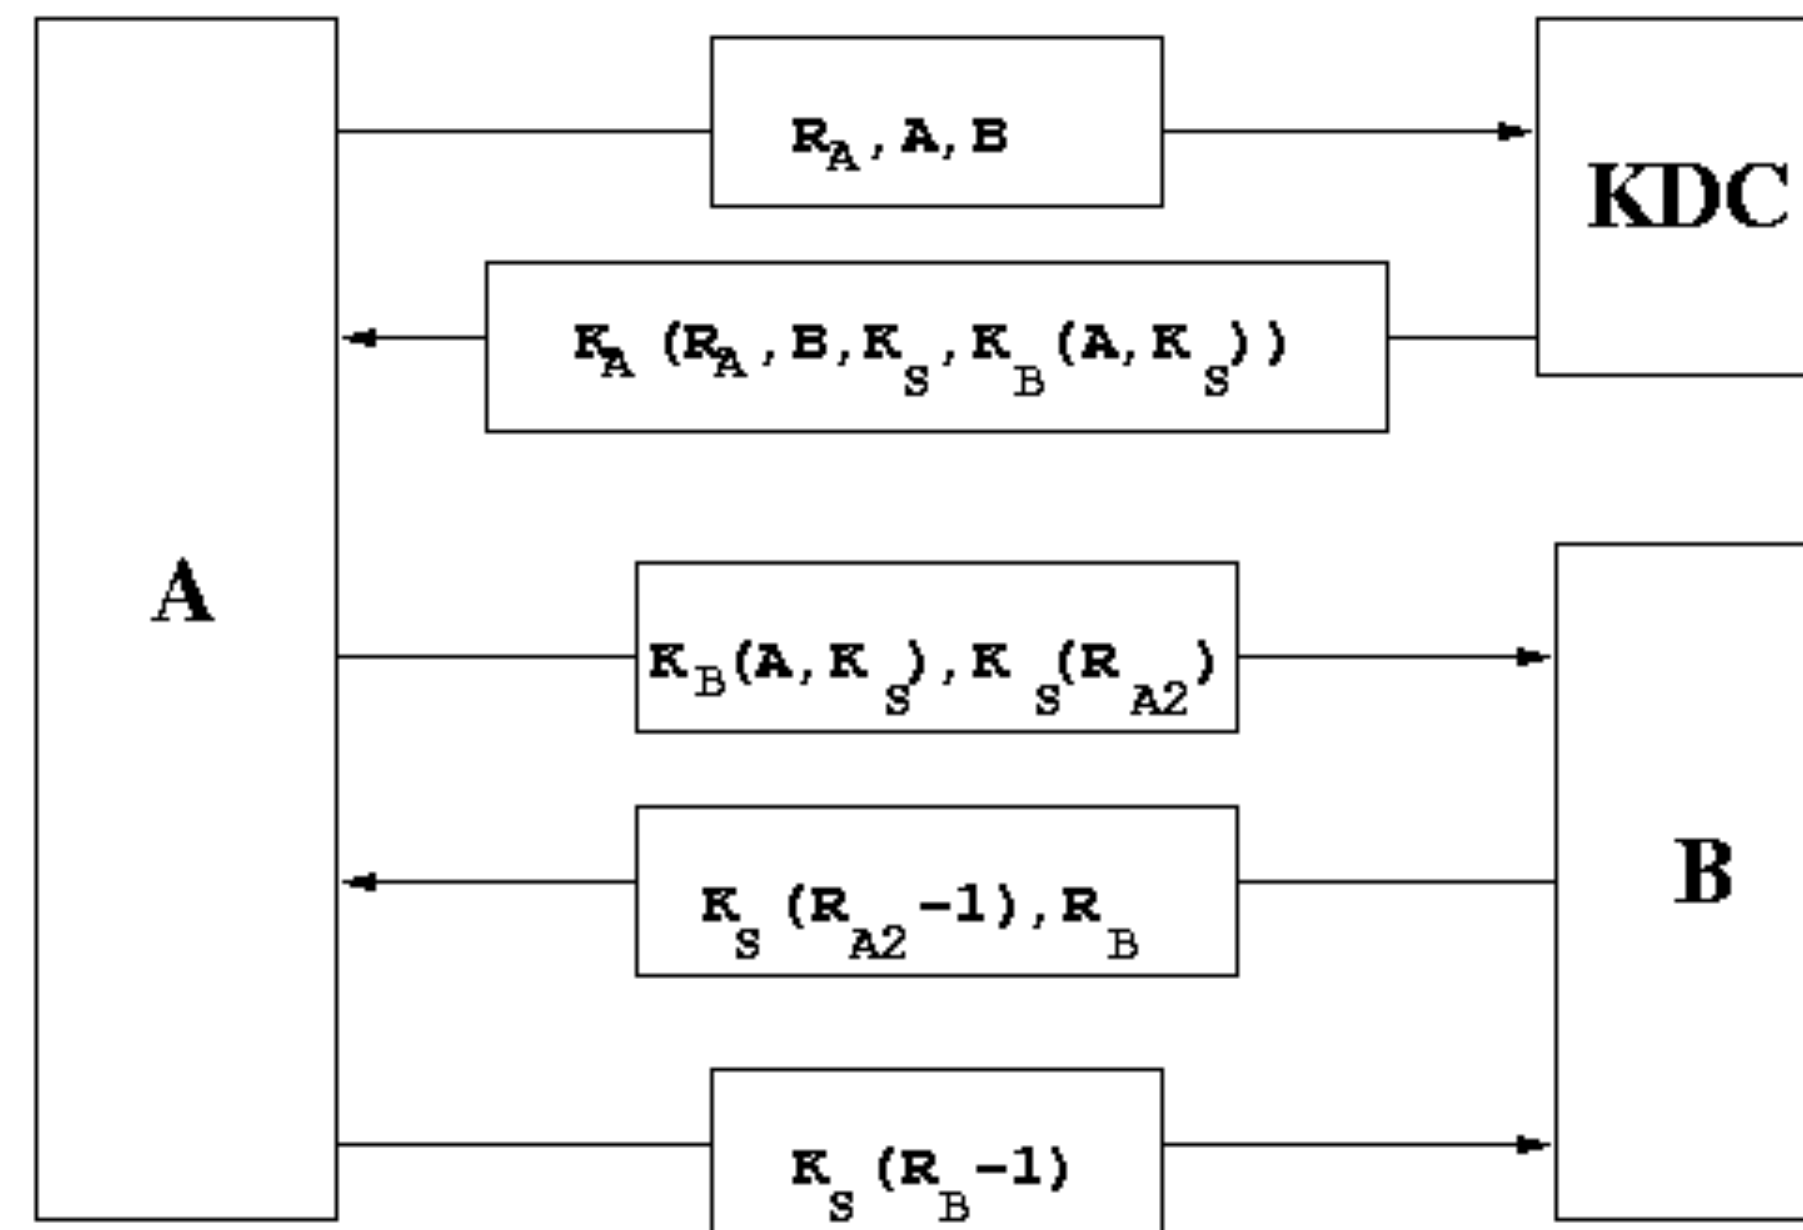 R_A, A, B
KDC
K_A (R_A, B, K_S, K_B (A, K_S))
A
K_B (A, K_S), K_S (R_A2)
K_S (R_A2 -1), R_B
B
K_S (R_B -1)